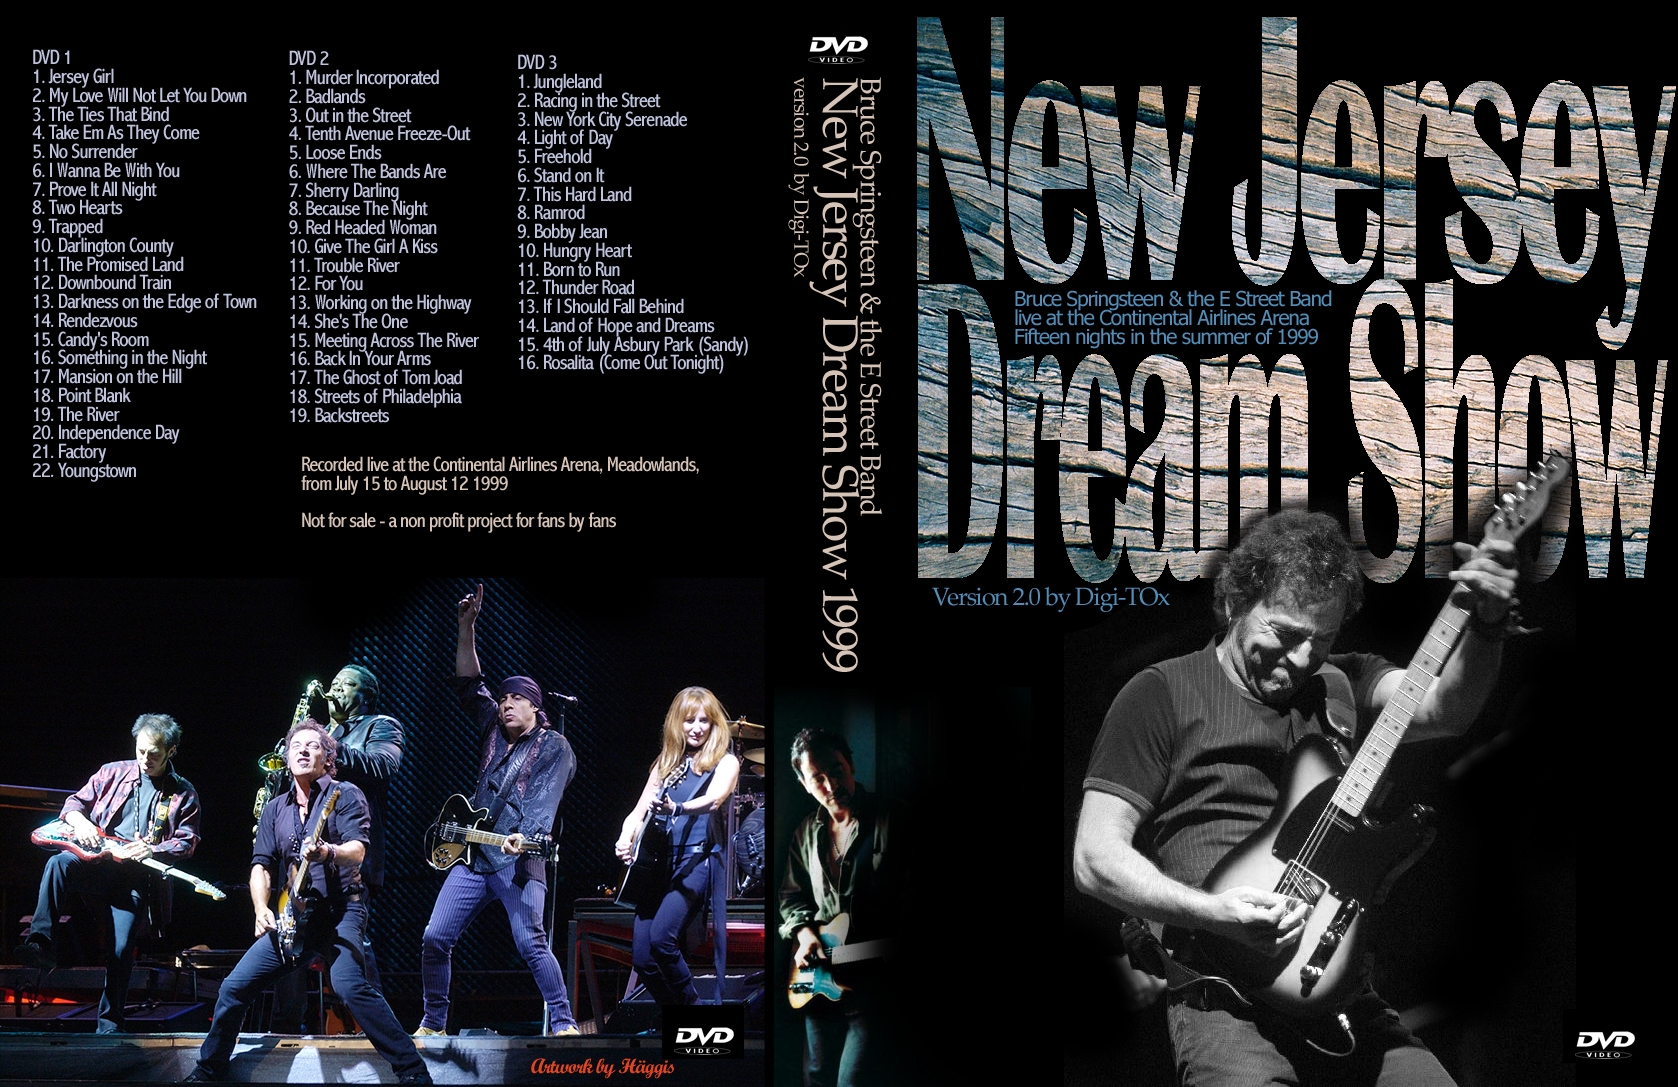 DVD 1
1. Jersey Girl
2. My Love Will Not Let You Down
3. The Ties That Bind
4. Take Em As They Come
5. No Surrender
6. I Wanna Be With You
7. Prove It All Night
8. Two Hearts
9. Trapped
10. Darlington County
11. The Promised Land
12. Downbound Train
13. Darkness on the Edge of Town
14. Rendezvous
15. Candy's Room
16. Something in the Night
17. Mansion on the Hill
18. Point Blank
19. The River
20. Independence Day
21. Factory
22. Youngstown
DVD 2
1. Murder Incorporated
2. Badlands
3. Out in the Street
4. Tenth Avenue Freeze-Out
5. Loose Ends
6. Where The Bands Are
7. Sherry Darling
8. Because The Night
9. Red Headed Woman
10. Give The Girl A Kiss
11. Trouble River
12. For You
13. Working on the Highway
14. She's The One
15. Meeting Across The River
16. Back In Your Arms
17. The Ghost of Tom Joad
18. Streets of Philadelphia
19. Backstreets
DVD 3
1. Jungleland
2. Racing in the Street
3. New York City Serenade
4. Light of Day
5. Freehold
6. Stand on It
7. This Hard Land
8. Ramrod
9. Bobby Jean
10. Hungry Heart
11. Born to Run
12. Thunder Road
13. If I Should Fall Behind
14. Land of Hope and Dreams
15. 4th of July Asbury Park (Sandy)
16. Rosalita (Come Out Tonight)
Recorded live at the Continental Airlines Arena, Meadowlands,
from July 15 to August 12 1999
Not for sale - a non profit project for fans by fans
DVD
VIDEO
Artwork by Häggis
DVD
VIDEO
Bruce Springsteen & the E Street Band
New Jersey Dream Show 1999
version 2.0 by Digi-TOx
New Jersey
Bruce Springsteen & the E Street Band
live at the Continental Airlines Arena
Fifteen nights in the summer of 1999
Dream Show
Version 2.0 by Digi-TOx
DVD
VIDEO